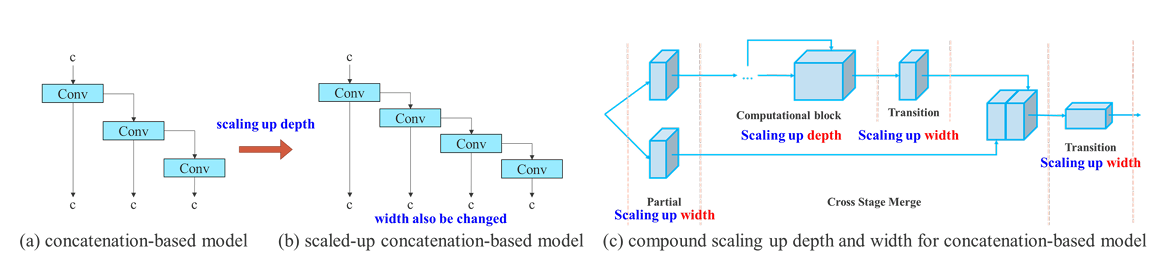 c
Conv
Conv
Conv
c
c
c
(a) concatenation-based model
scaling up depth
c
Conv
Conv
Conv
Conv
c
c
c
c
width also be changed
(b) scaled-up concatenation-based model
...
Computational block
Scaling up depth
Transition
Scaling up width
Transition
Scaling up width
Partial
Scaling up width
Cross Stage Merge
(c) compound scaling up depth and width for concatenation-based model